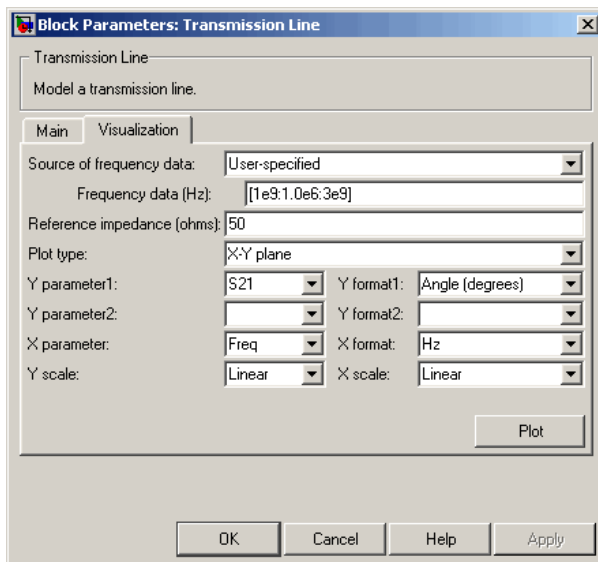 Block Parameters: Transmission Line
Transmission Line
Model a transmission line.
Main Visualization
Source of frequency data: User-specified
Frequency data (Hz): [1e9:1.0e6:3e9]
Reference impedance (ohms): 50
Plot type: X-Y plane
Y parameter1: S21 Y format1: Angle (degrees)
Y parameter2: Y format2:
X parameter: Freq X format: Hz
Y scale: Linear X scale: Linear
Plot
OK Cancel Help Apply